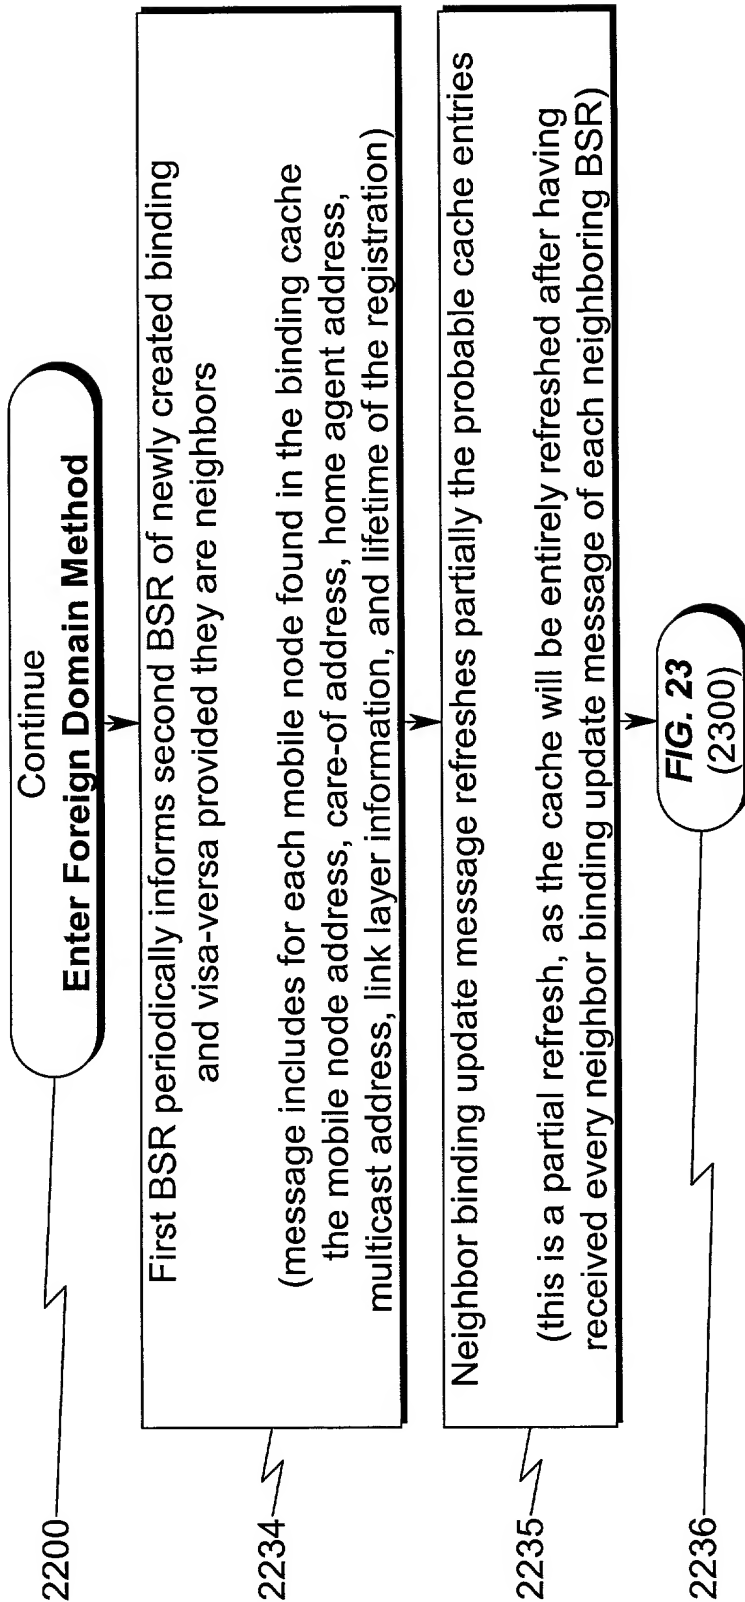 Continue
Enter Foreign Domain Method
2200
First BSR periodically informs second BSR of newly created binding
and visa-versa provided they are neighbors
(message includes for each mobile node found in the binding cache
the mobile node address, care-of address, home agent address,
multicast address, link layer information, and lifetime of the registration)
2234
Neighbor binding update message refreshes partially the probable cache entries
(this is a partial refresh, as the cache will be entirely refreshed after having
received every neighbor binding update message of each neighboring BSR)
2235
FIG. 23
(2300)
2236